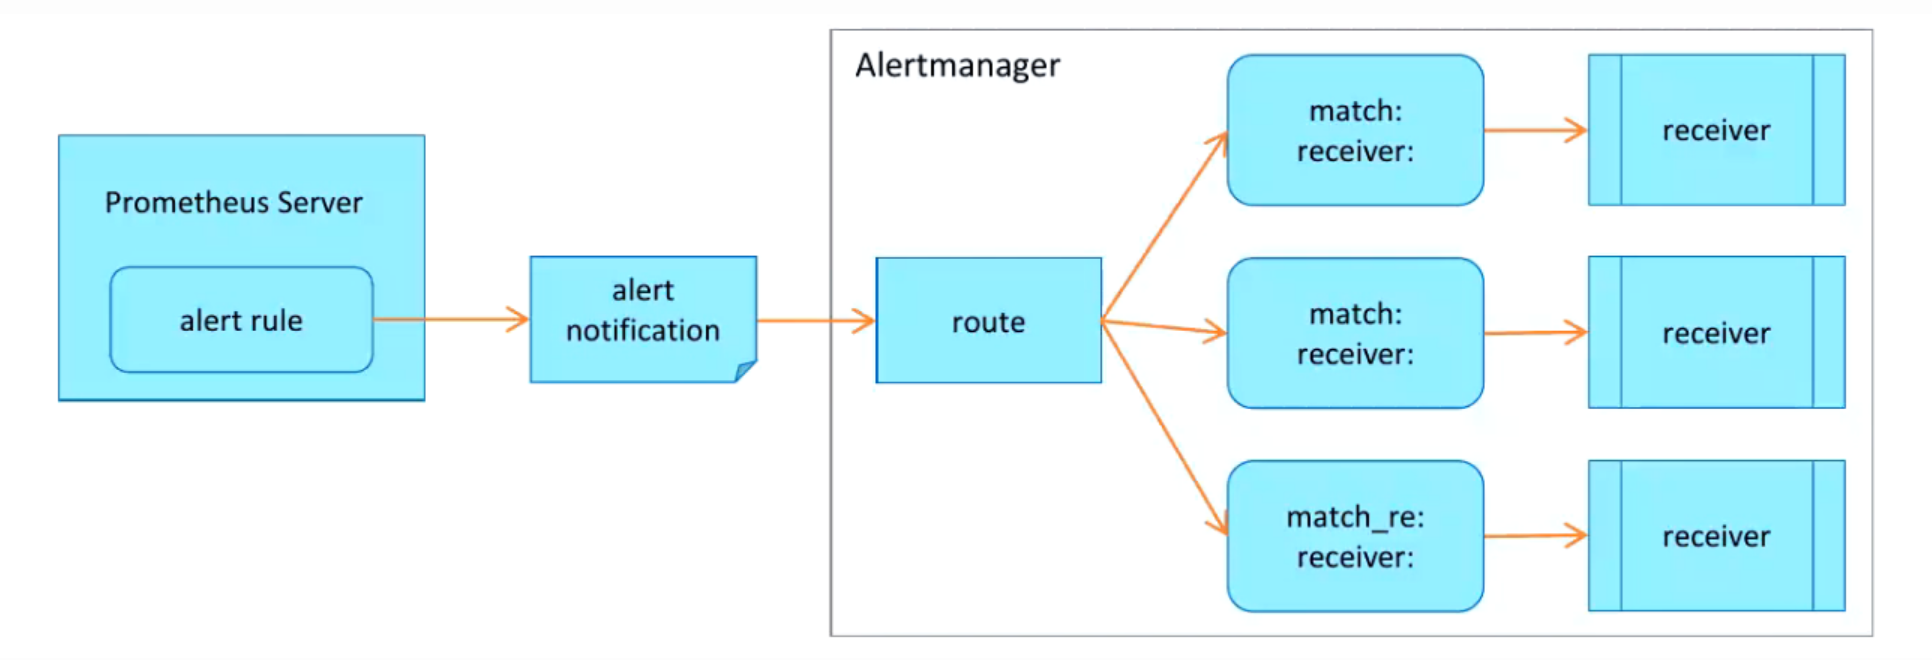 Alertmanager
Prometheus Server
alert rule
alert
notification
route
match:
receiver:
receiver
match:
receiver:
receiver
match_re:
receiver:
receiver